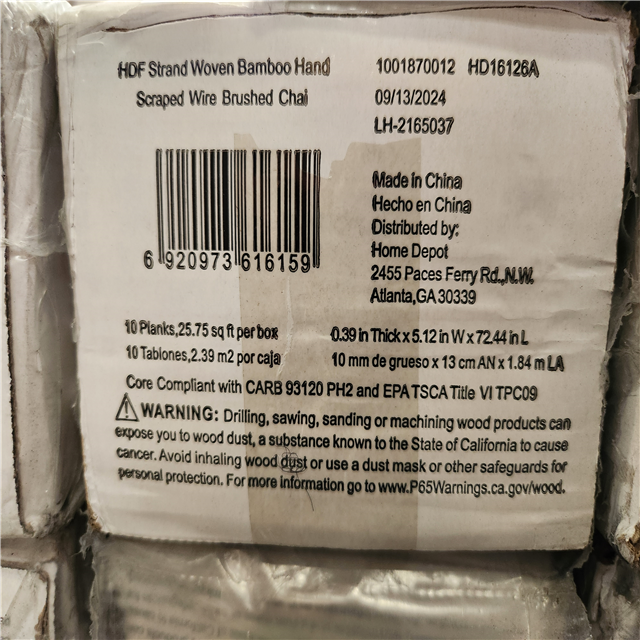 HDF Strand Woven Bamboo Hand
Scraped Wire Brushed Chai
1001870012 HD16126A
09/13/2024
LH-2165037
6 920973 616159
Made in China
Hecho en China
Distributed by:
Home Depot
2455 Paces Ferry Rd.,N.W.
Atlanta,GA 30339
10 Planks,25.75 sq ft per box
10 Tablones,2.39 m2 por caja
0.39 in Thick x 5.12 in W x 72.44 in L
10 mm de grueso x 13 cm AN x 1.84 m LA
Core Compliant with CARB 93120 PH2 and EPA TSCA Title VI TPC09
WARNING: Drilling, sawing, sanding or machining wood products can
expose you to wood dust, a substance known to the State of California to cause
cancer. Avoid inhaling wood dust or use a dust mask or other safeguards for
personal protection. For more information go to www.P65Warnings.ca.gov/wood.